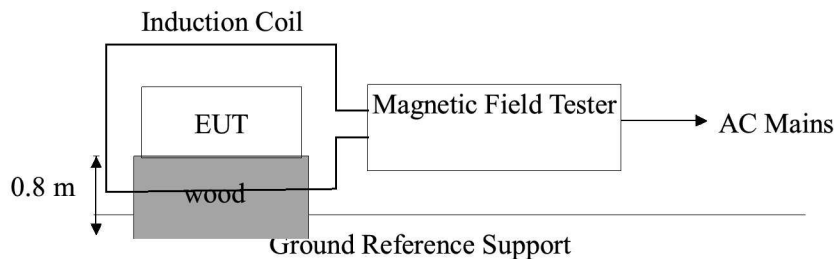 Induction Coil
EUT
Magnetic Field Tester
AC Mains
0.8 m
wood
Ground Reference Support